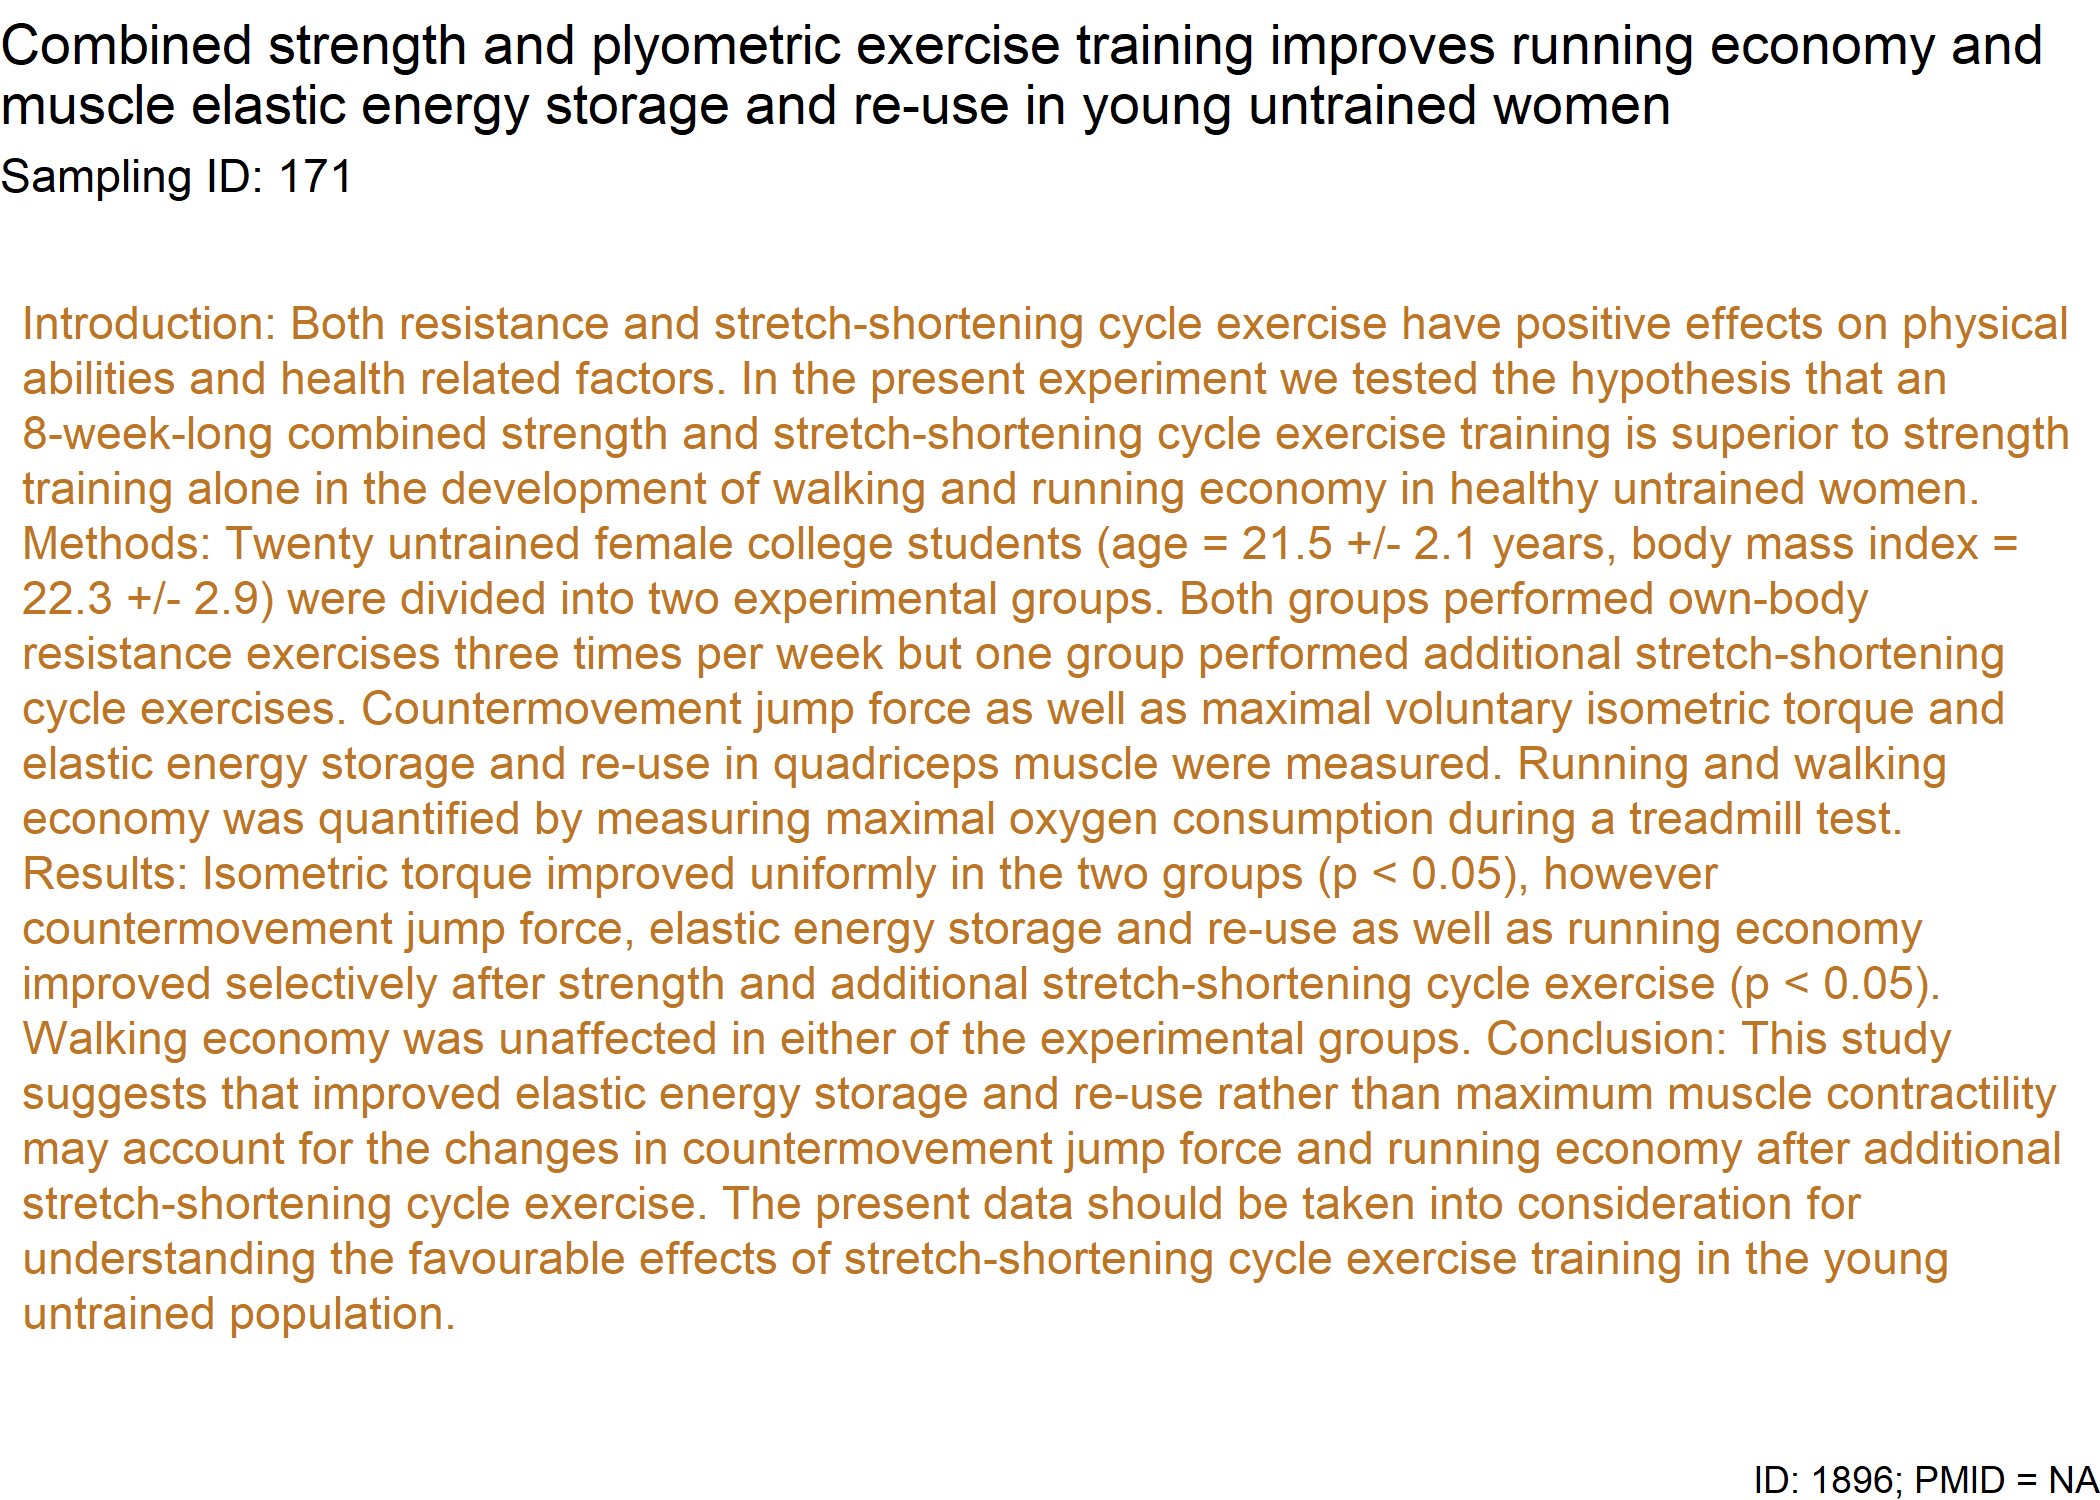 Combined strength and plyometric exercise training improves running economy and
muscle elastic energy storage and re-use in young untrained women
Sampling ID: 171
Introduction: Both resistance and stretch-shortening cycle exercise have positive effects on physical
abilities and health related factors. In the present experiment we tested the hypothesis that an
8-week-long combined strength and stretch-shortening cycle exercise training is superior to strength
training alone in the development of walking and running economy in healthy untrained women.
Methods: Twenty untrained female college students (age = 21.5 +/- 2.1 years, body mass index =
22.3 +/- 2.9) were divided into two experimental groups. Both groups performed own-body
resistance exercises three times per week but one group performed additional stretch-shortening
cycle exercises. Countermovement jump force as well as maximal voluntary isometric torque and
elastic energy storage and re-use in quadriceps muscle were measured. Running and walking
economy was quantified by measuring maximal oxygen consumption during a treadmill test.
Results: Isometric torque improved uniformly in the two groups (p < 0.05), however
countermovement jump force, elastic energy storage and re-use as well as running economy
improved selectively after strength and additional stretch-shortening cycle exercise (p < 0.05).
Walking economy was unaffected in either of the experimental groups. Conclusion: This study
suggests that improved elastic energy storage and re-use rather than maximum muscle contractility
may account for the changes in countermovement jump force and running economy after additional
stretch-shortening cycle exercise. The present data should be taken into consideration for
understanding the favourable effects of stretch-shortening cycle exercise training in the young
untrained population.
ID: 1896; PMID = NA